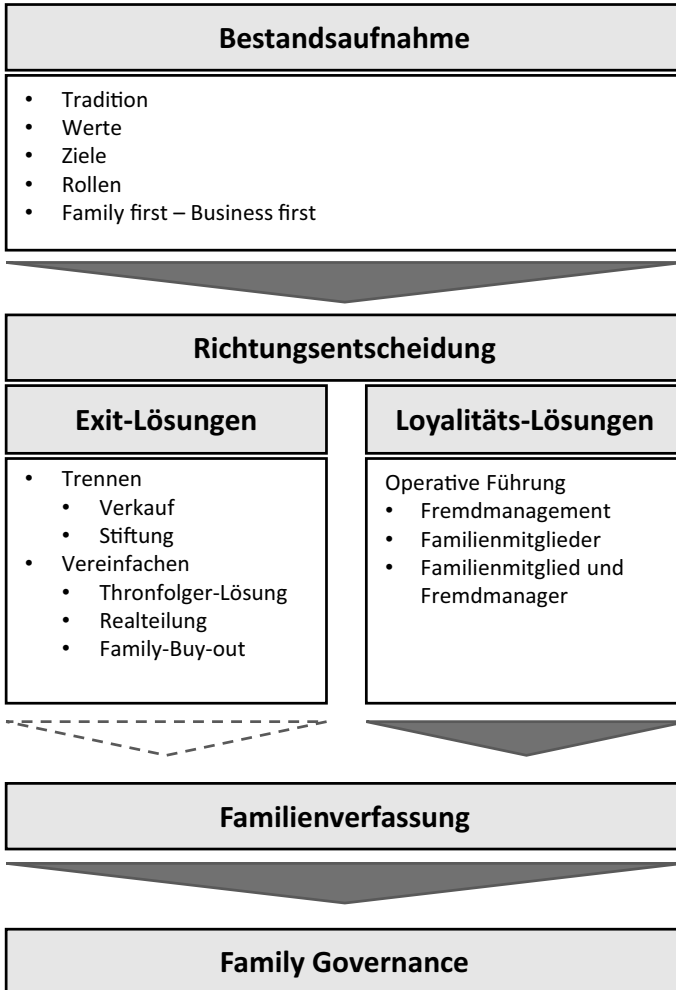 Bestandsaufnahme
• Tradition
• Werte
• Ziele
• Rollen
• Family first – Business first
Richtungsentscheidung
Exit-Lösungen
• Trennen
• Verkauf
• Stiftung
• Vereinfachen
• Thronfolger-Lösung
• Realteilung
• Family-Buy-out
Loyalitäts-Lösungen
Operative Führung
• Fremdmanagement
• Familienmitglieder
• Familienmitglied und
Fremdmanager
Familienverfassung
Family Governance